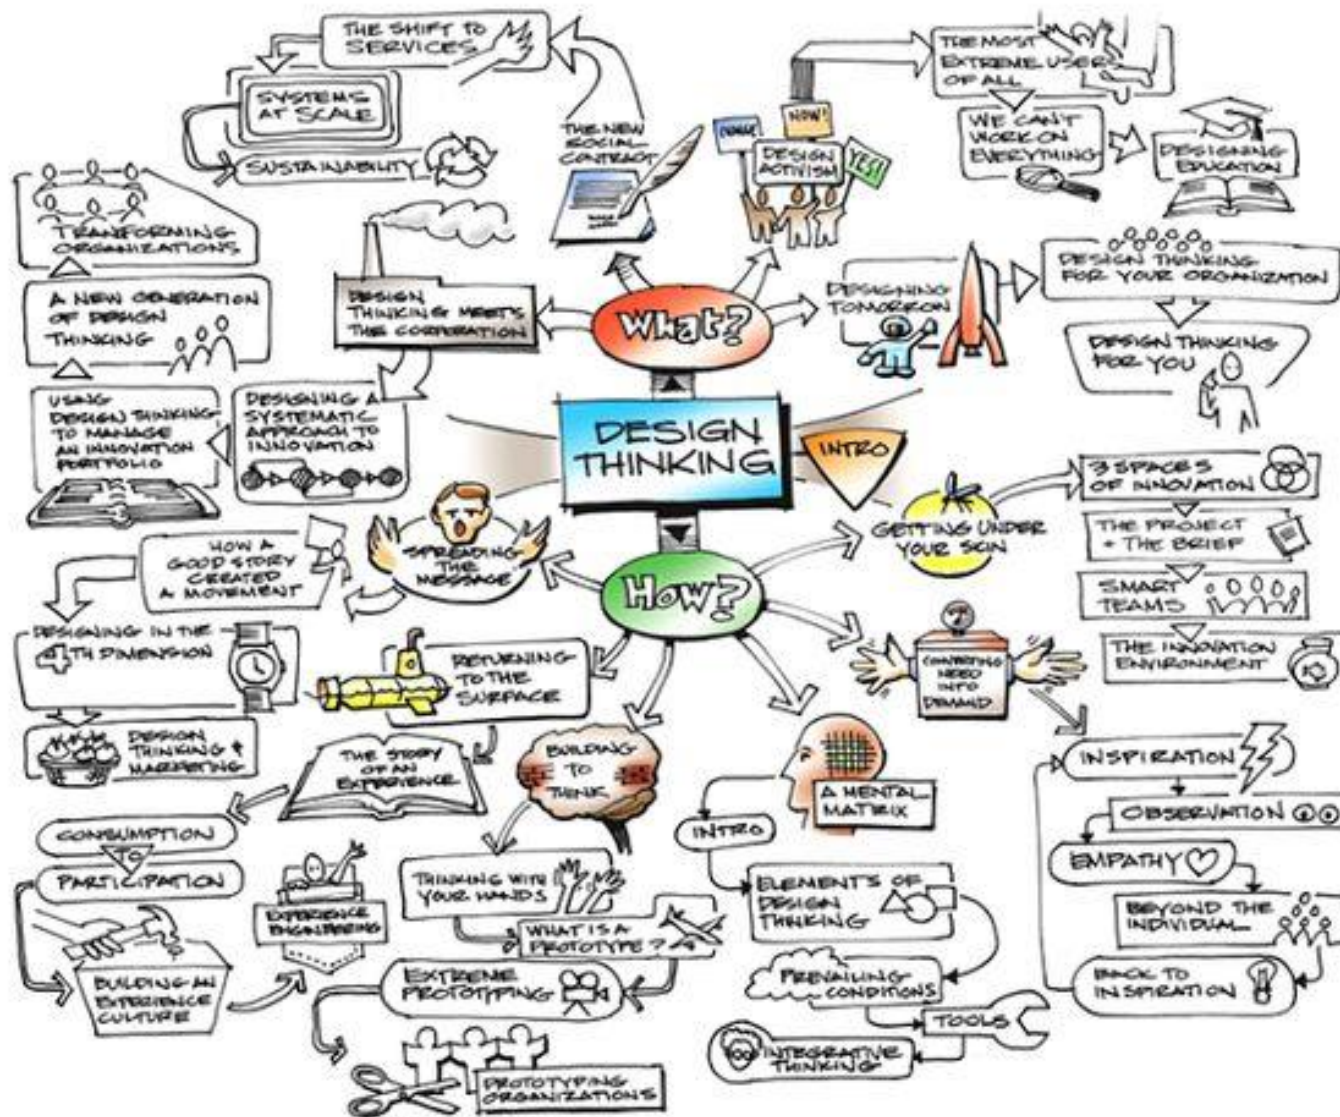 THE SHIFT TO
SERVICES
SYSTEMS
AT SCALE
SUSTAINABILITY
THE NEW
SOCIAL
CONTRACT
NOW!
DESIGN
ACTIVISM
YES!
THE MOST
EXTREME USERS
OF ALL
WE CAN'T
WORK ON
EVERYTHING
DESIGNING
EDUCATION
TRANSFORMING
ORGANIZATIONS
A NEW GENERATION
OF DESIGN
THINKING
USING
DESIGN THINKING
TO MANAGE
AN INNOVATION
PORTFOLIO
DESIGNING A
SYSTEMATIC
APPROACH TO
INNOVATION
DESIGN
THINKING MEETS
THE CORPORATION
What?
DESIGNING
TOMORROW
DESIGN THINKING
FOR YOUR ORGANIZATION
DESIGN THINKING
FOR YOU
DESIGN
THINKING
INTRO
How?
GETTING UNDER
YOUR SKIN
3 SPACES
OF INNOVATION
THE PROJECT
+ THE BRIEF
SMART
TEAMS
THE INNOVATION
ENVIRONMENT
SPREADING
THE
MESSAGE
HOW A
GOOD STORY
CREATED
A MOVEMENT
DESIGNING IN THE
4TH DIMENSION
DESIGN
THINKING &
MARKETING
RETURNING
TO THE
SURFACE
THE STORY
OF AN
EXPERIENCE
CONSUMPTION
TO
PARTICIPATION
BUILDING AN
EXPERIENCE
CULTURE
EXPERIENCE
ENGINEERING
BUILDING
TO
THINK
THINKING WITH
YOUR HANDS
WHAT IS A
PROTOTYPE?
EXTREME
PROTOTYPING
PROTOTYPING
ORGANIZATIONS
A MENTAL
MATRIX
INTRO
ELEMENTS OF
DESIGN
THINKING
PREVAILING
CONDITIONS
TOOLS
INTEGRATIVE
THINKING
CONVERTING
NEED
INTO
DEMAND
INSPIRATION
OBSERVATION
EMPATHY
BEYOND THE
INDIVIDUAL
BACK TO
INSPIRATION